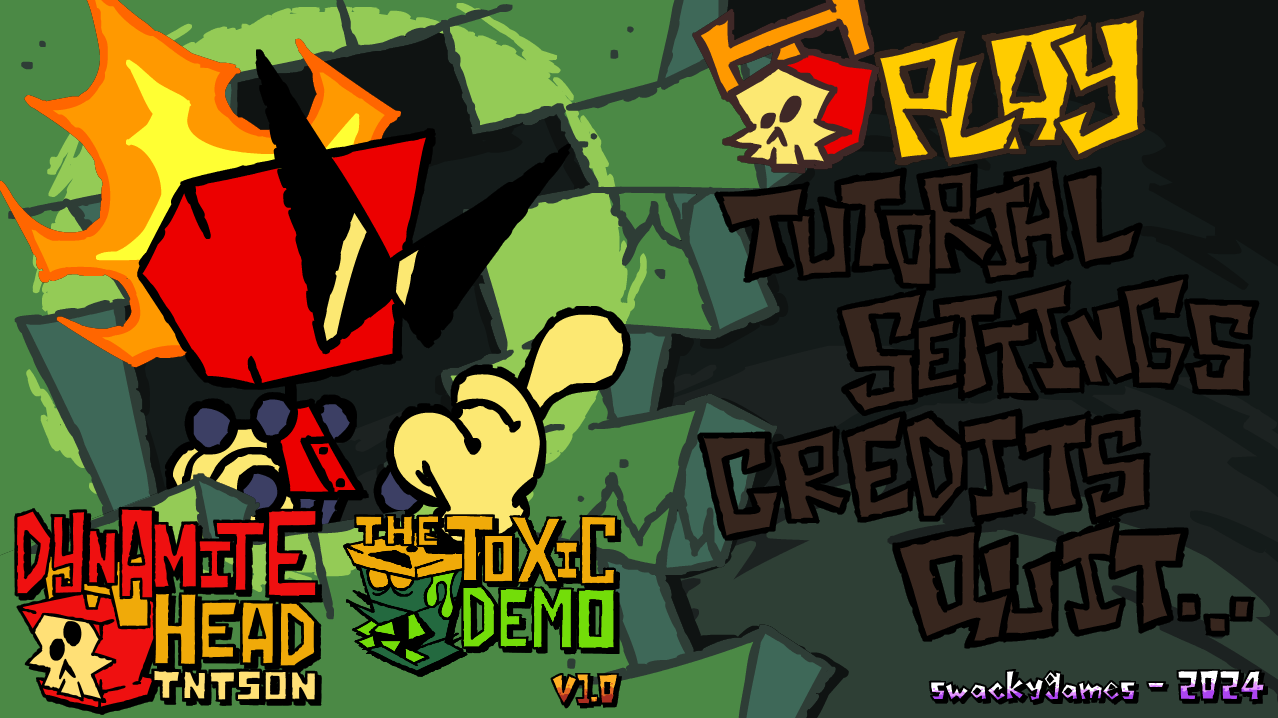 PLAY
TUTORIAL
SETTINGS
CREDITS
QUIT...
DYNAMITE
HEAD
TNTSON
THE TOXIC
DEMO
V1.0
swackygames - 2024